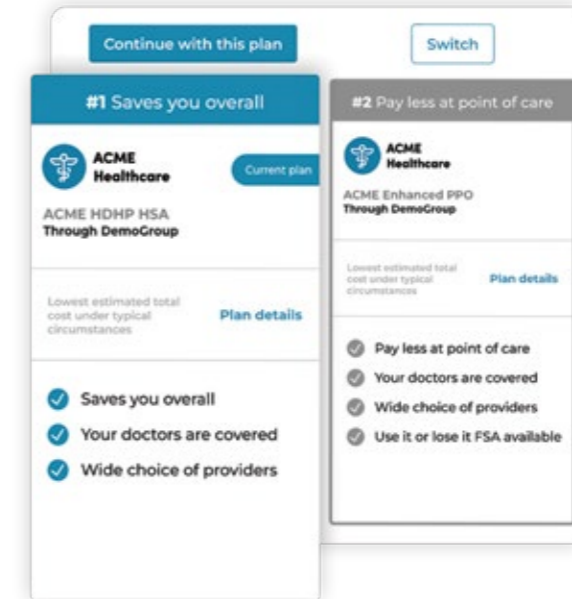 Continue with this plan
Switch
#1 Saves you overall
ACME
Healthcare
Current plan
ACME HDHP HSA
Through DemoGroup
Lowest estimated total
cost under typical
circumstances
Plan details
Saves you overall
Your doctors are covered
Wide choice of providers
#2 Pay less at point of care
ACME
Healthcare
ACME Enhanced PPO
Through DemoGroup
Lowest estimated total
cost under typical
circumstances
Plan details
Pay less at point of care
Your doctors are covered
Wide choice of providers
Use it or lose it FSA available